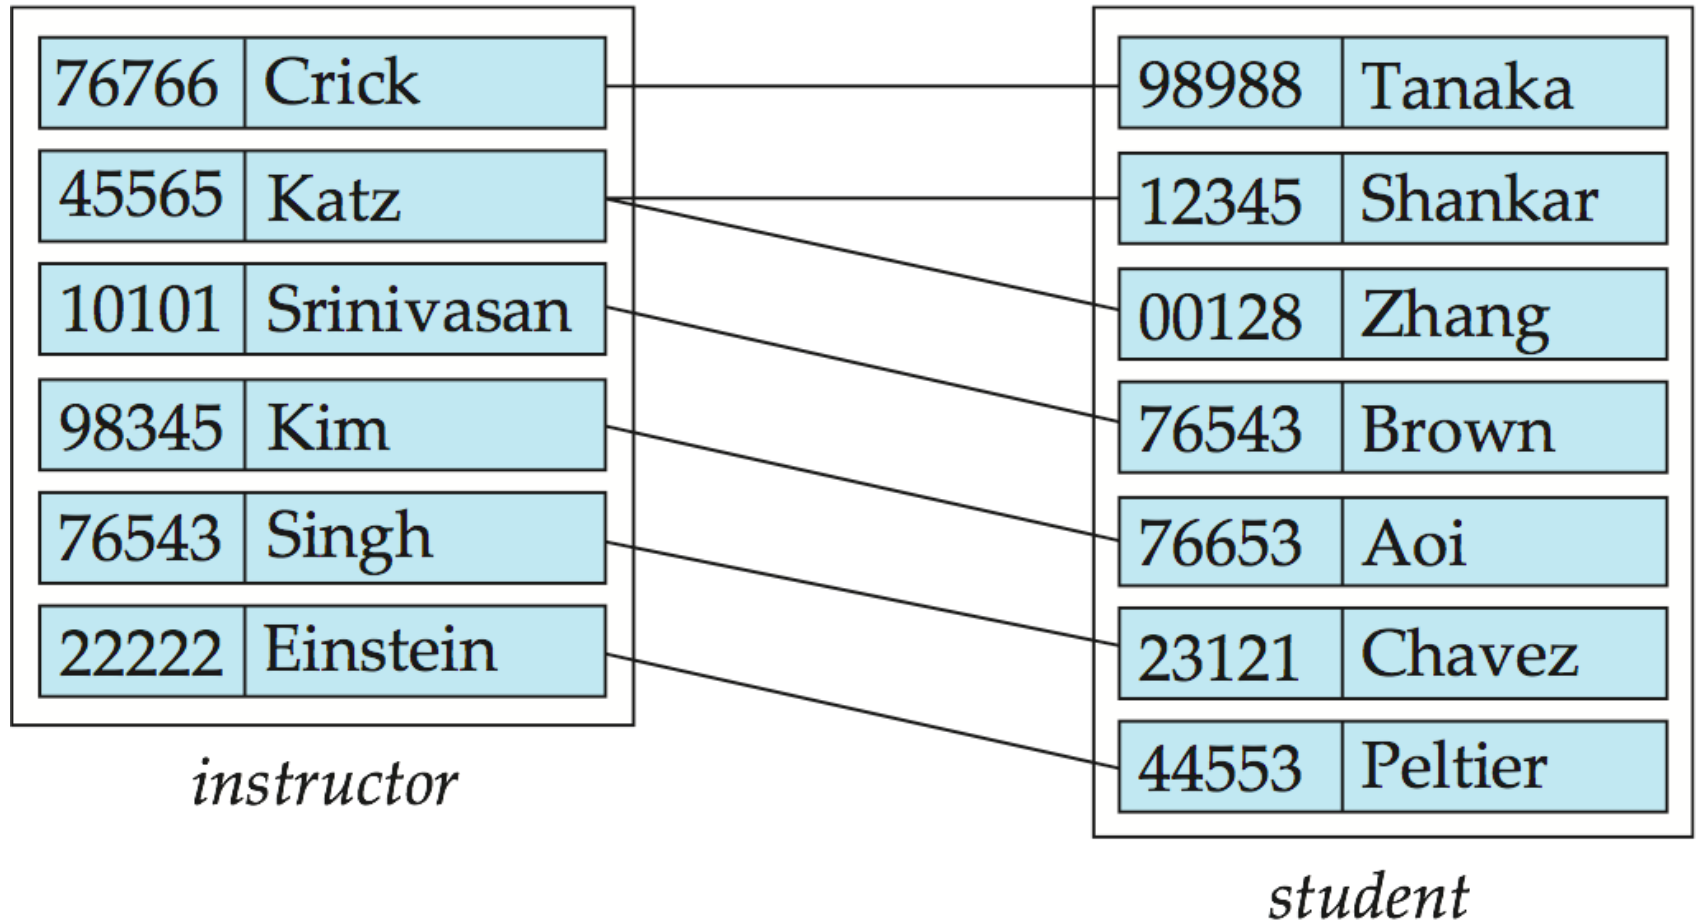 76766 Crick
45565 Katz
10101 Srinivasan
98345 Kim
76543 Singh
22222 Einstein
instructor
98988 Tanaka
12345 Shankar
00128 Zhang
76543 Brown
76653 Aoi
23121 Chavez
44553 Peltier
student